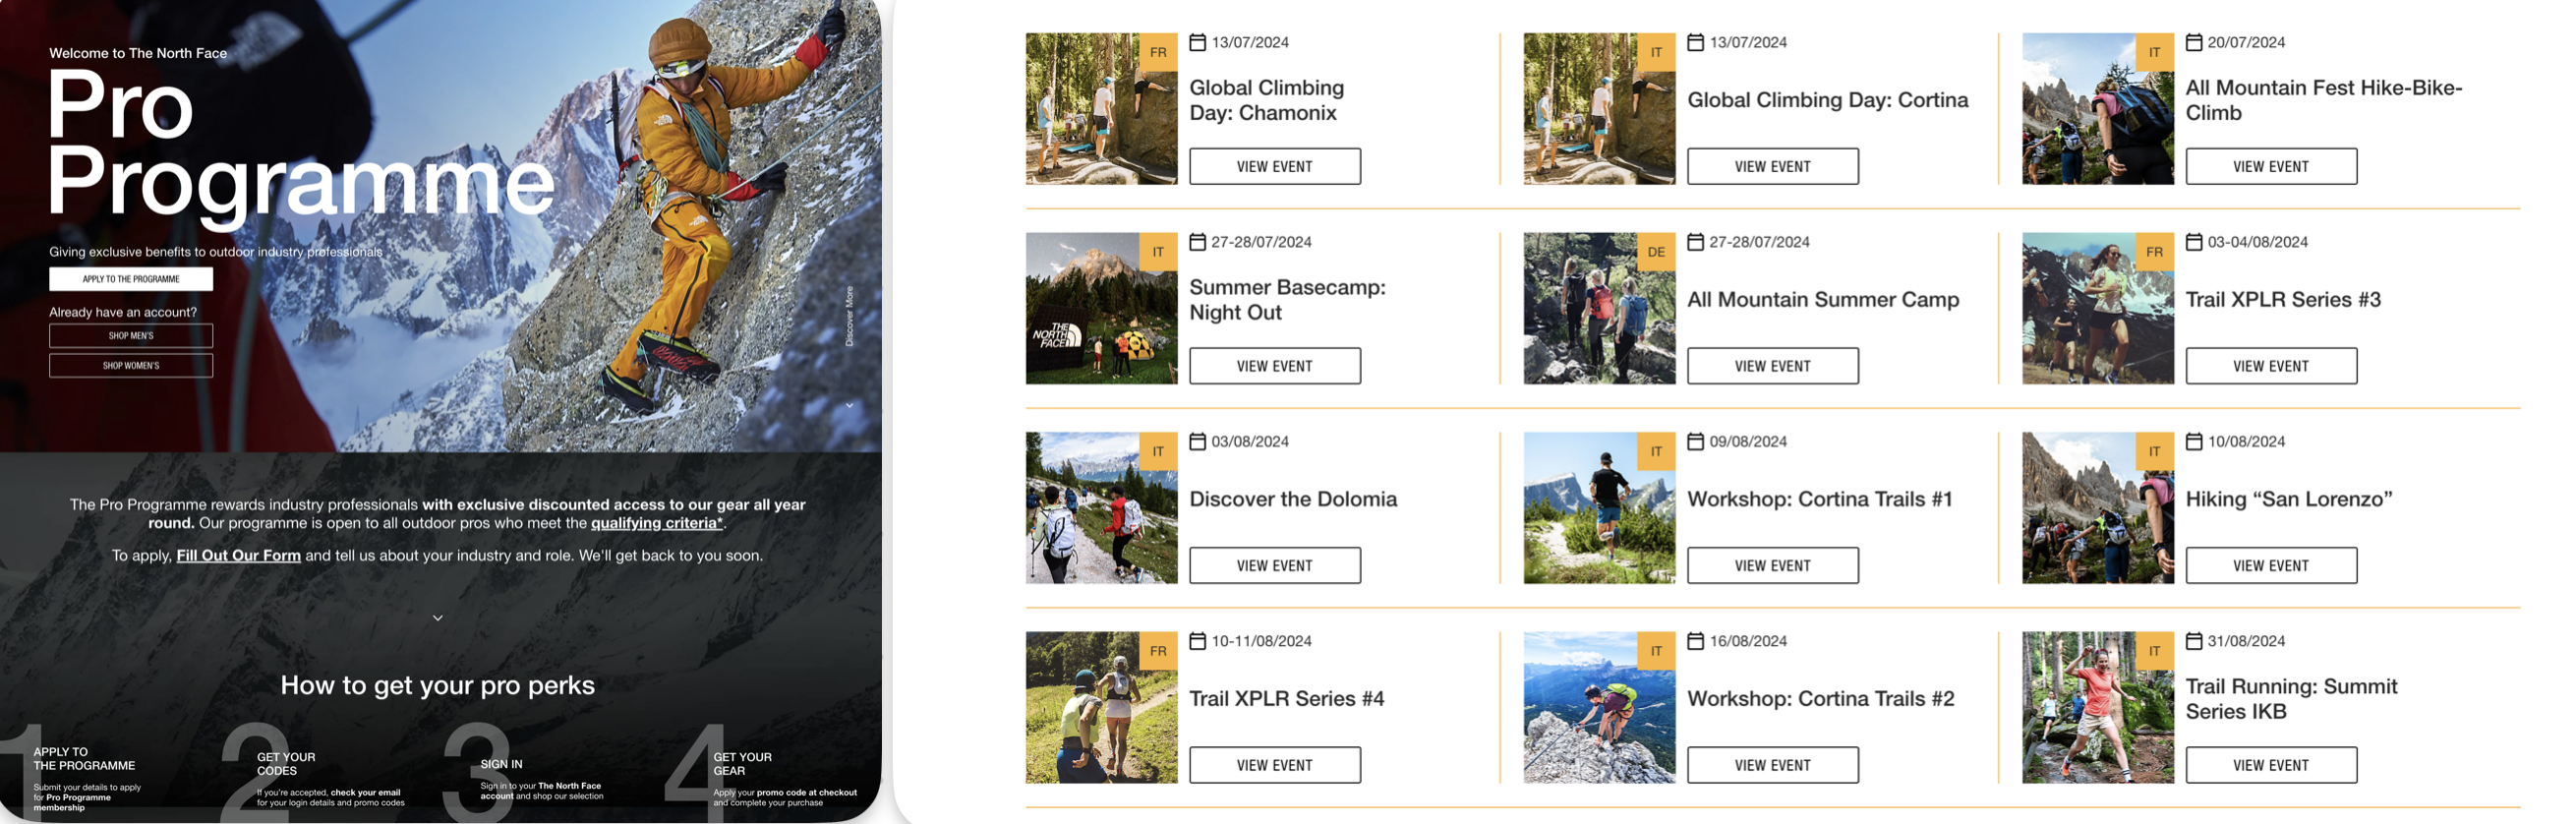 Welcome to The North Face
Pro
Programme
Giving exclusive benefits to outdoor industry professionals
APPLY TO THE PROGRAMME
Already have an account?
SHOP MEN'S
SHOP WOMEN'S
Discover More
The Pro Programme rewards industry professionals with exclusive discounted access to our gear all year
round. Our programme is open to all outdoor pros who meet the qualifying criteria*.
To apply, Fill Out Our Form and tell us about your industry and role. We'll get back to you soon.
How to get your pro perks
1
APPLY TO
THE PROGRAMME
Submit your details to apply
for Pro Programme
membership
2
GET YOUR
CODES
If you're accepted, check your email
for your login details and promo codes
3
SIGN IN
Sign in to your The North Face
account and shop our selection
4
GET YOUR
GEAR
Apply your promo code at checkout
and complete your purchase
FR
13/07/2024
Global Climbing
Day: Chamonix
VIEW EVENT
IT
13/07/2024
Global Climbing Day: Cortina
VIEW EVENT
IT
20/07/2024
All Mountain Fest Hike-Bike-
Climb
VIEW EVENT
IT
THE
NORTH
FACE
27-28/07/2024
Summer Basecamp:
Night Out
VIEW EVENT
DE
27-28/07/2024
All Mountain Summer Camp
VIEW EVENT
FR
03-04/08/2024
Trail XPLR Series #3
VIEW EVENT
IT
03/08/2024
Discover the Dolomia
VIEW EVENT
IT
09/08/2024
Workshop: Cortina Trails #1
VIEW EVENT
IT
10/08/2024
Hiking “San Lorenzo”
VIEW EVENT
FR
10-11/08/2024
Trail XPLR Series #4
VIEW EVENT
IT
16/08/2024
Workshop: Cortina Trails #2
VIEW EVENT
IT
31/08/2024
Trail Running: Summit
Series IKB
VIEW EVENT